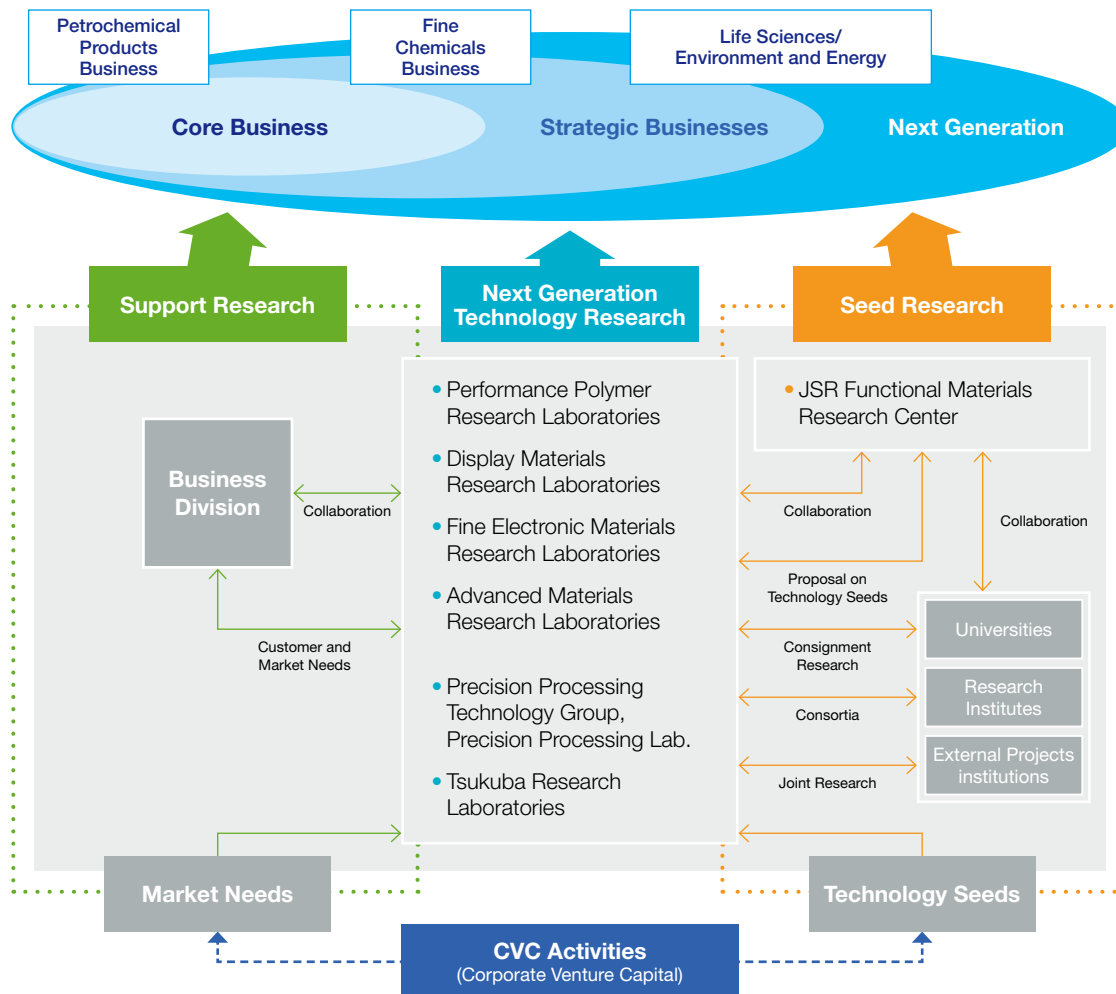 Petrochemical
Products
Business
Fine
Chemicals
Business
Life Sciences/
Environment and Energy
Core Business
Strategic Businesses
Next Generation
Support Research
Next Generation
Technology Research
Seed Research
• Performance Polymer
Research Laboratories
• Display Materials
Research Laboratories
• Fine Electronic Materials
Research Laboratories
• Advanced Materials
Research Laboratories
• Precision Processing
Technology Group,
Precision Processing Lab.
• Tsukuba Research
Laboratories
• JSR Functional Materials
Research Center
Business
Division
Collaboration
Customer and
Market Needs
Collaboration
Collaboration
Proposal on
Technology Seeds
Consignment
Research
Consortia
Joint Research
Universities
Research
Institutes
External Projects
institutions
Market Needs
Technology Seeds
CVC Activities
(Corporate Venture Capital)